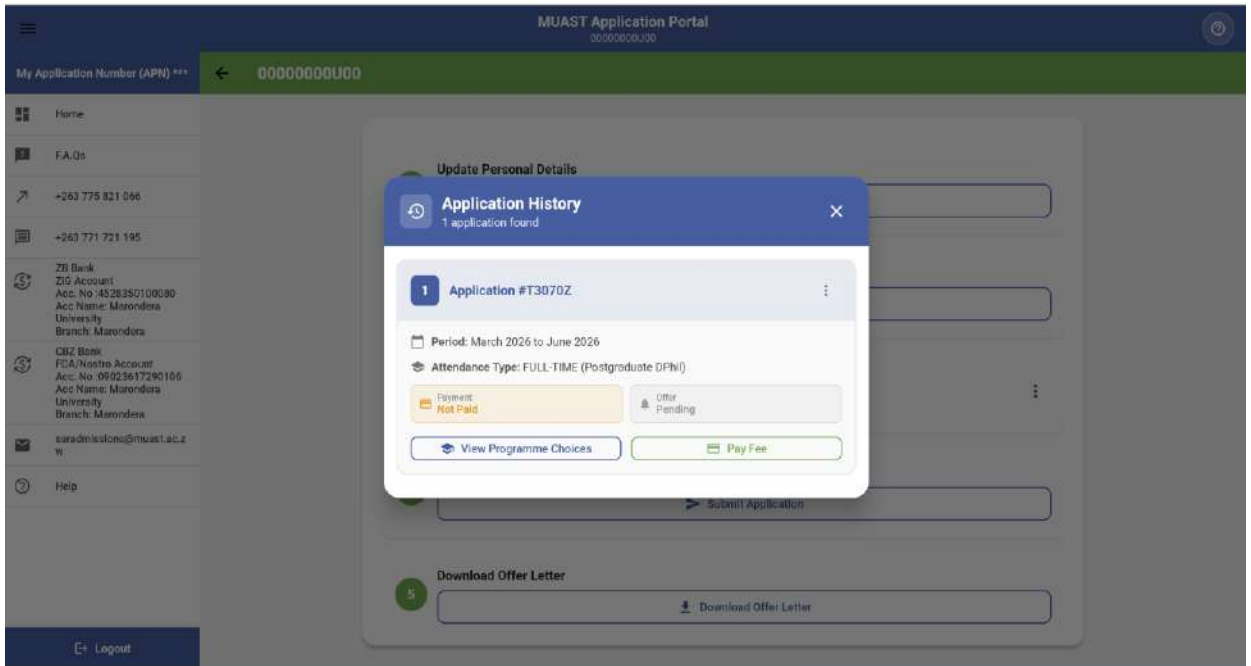 MUAST Application Portal
00000000U00
My Application Number (APN) ***
00000000U00
Home
F.A.Qs
+263 775 821 066
+263 771 721 195
ZB Bank
ZIG Account
Acc. No :4528350100080
Acc Name: Marondera
University
Branch: Marondera
CBZ Bank
FCA/Nostro Account
Acc. No :09023617290106
Acc Name: Marondera
University
Branch: Marondera
saradmissions@muast.ac.z
w
Help
Logout
Update Personal Details
Application History
1 application found
1 Application #T3070Z
Period: March 2026 to June 2026
Attendance Type: FULL-TIME (Postgraduate DPhil)
Payment
Not Paid
Offer
Pending
View Programme Choices
Pay Fee
Submit Application
Download Offer Letter
5
Download Offer Letter